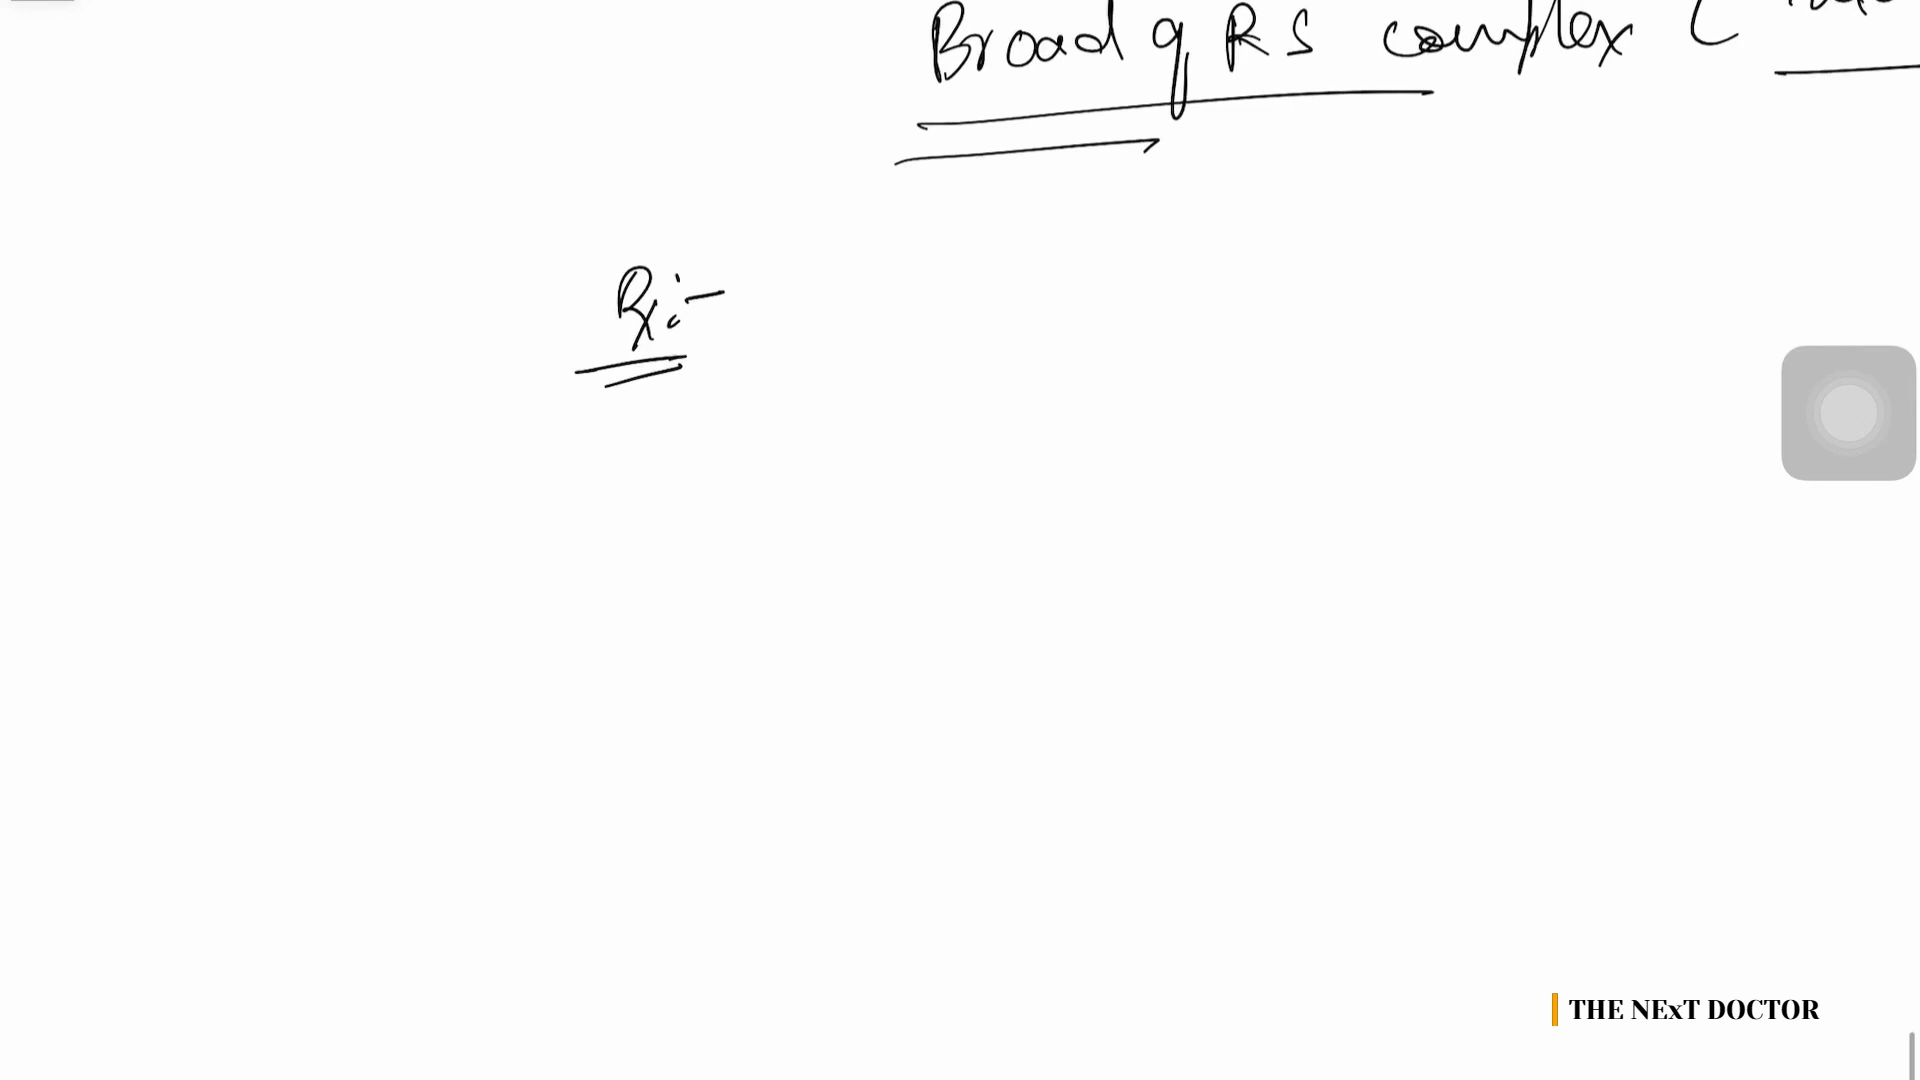 Broad qRS complex (
Rx:-
THE NExT DOCTOR